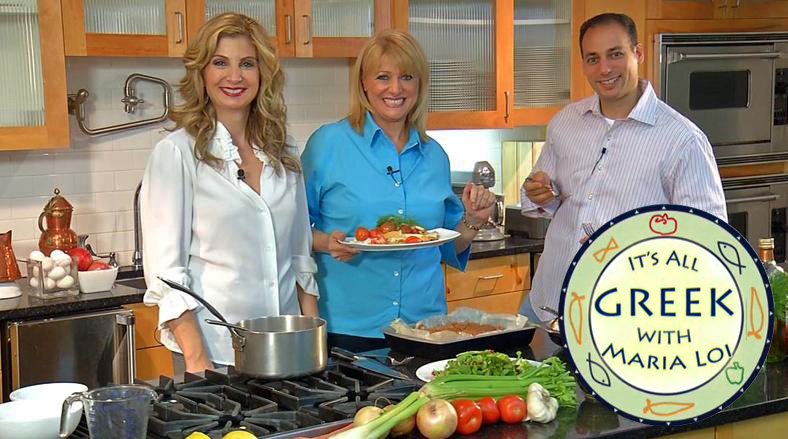 IT'S ALL
GREEK
WITH
MARIA LOI